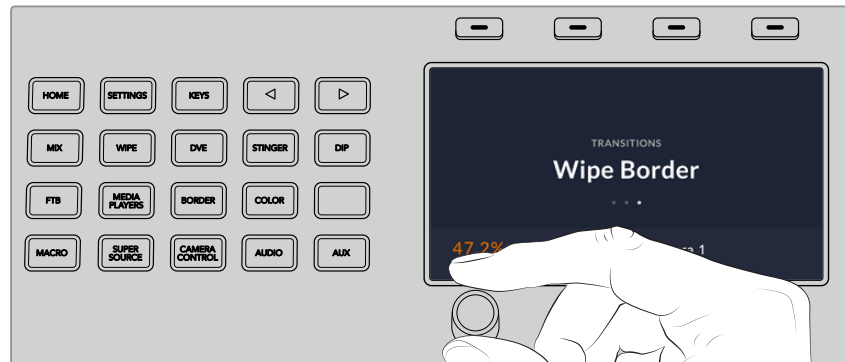 HOME SETTINGS KEYS
MIX WIPE DVE STINGER DIP
FTB MEDIA PLAYERS BORDER COLOR
MACRO SUPER SOURCE CAMERA CONTROL AUDIO AUX
TRANSITIONS
Wipe Border
47.2% 1